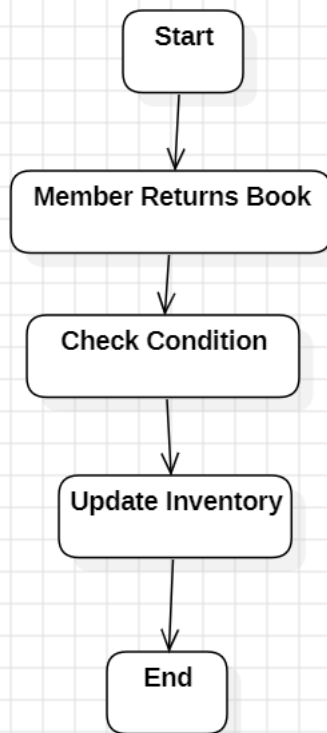 Start
Member Returns Book
Check Condition
Update Inventory
End